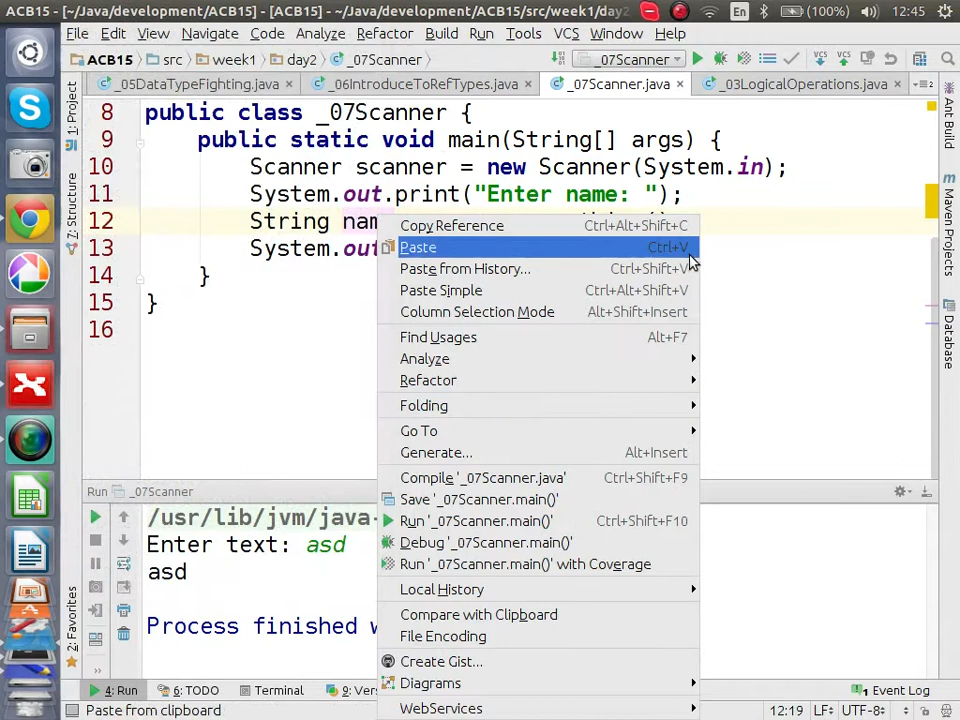 ACB15 - [~/Java/development/ACB15] - [ACB15] - ~/Java/development/ACB15/src/week1/day2
En
(100%)
12:45
File Edit View Navigate Code Analyze Refactor Build Run Tools VCS Window Help
ACB15 src week1 day2 _07Scanner
_07Scanner
VCS VCS
_05DataTypeFighting.java
_06IntroduceToRefTypes.java
_07Scanner.java
_03LogicalOperations.java
1: Project
7: Structure
2: Favorites
Ant Build
Maven Projects
Database
8 public class _07Scanner {
9 public static void main(String[] args) {
10 Scanner scanner = new Scanner(System.in);
11 System.out.print("Enter name: ");
12 String nam
13 System.out
14 }
15 }
16
Copy Reference Ctrl+Alt+Shift+C
Paste Ctrl+V
Paste from History... Ctrl+Shift+V
Paste Simple Ctrl+Alt+Shift+V
Column Selection Mode Alt+Shift+Insert
Find Usages Alt+F7
Analyze
Refactor
Folding
Go To
Generate... Alt+Insert
Compile '_07Scanner.java' Ctrl+Shift+F9
Save '_07Scanner.main()'
Run '_07Scanner.main()' Ctrl+Shift+F10
Debug '_07Scanner.main()'
Run '_07Scanner.main()' with Coverage
Local History
Compare with Clipboard
File Encoding
Create Gist...
Diagrams
WebServices
Run _07Scanner
/usr/lib/jvm/java-
Enter text: asd
asd
Process finished w
4: Run 6: TODO Terminal 9: Vers Event Log
Paste from clipboard
12:19 LF÷ UTF-8÷